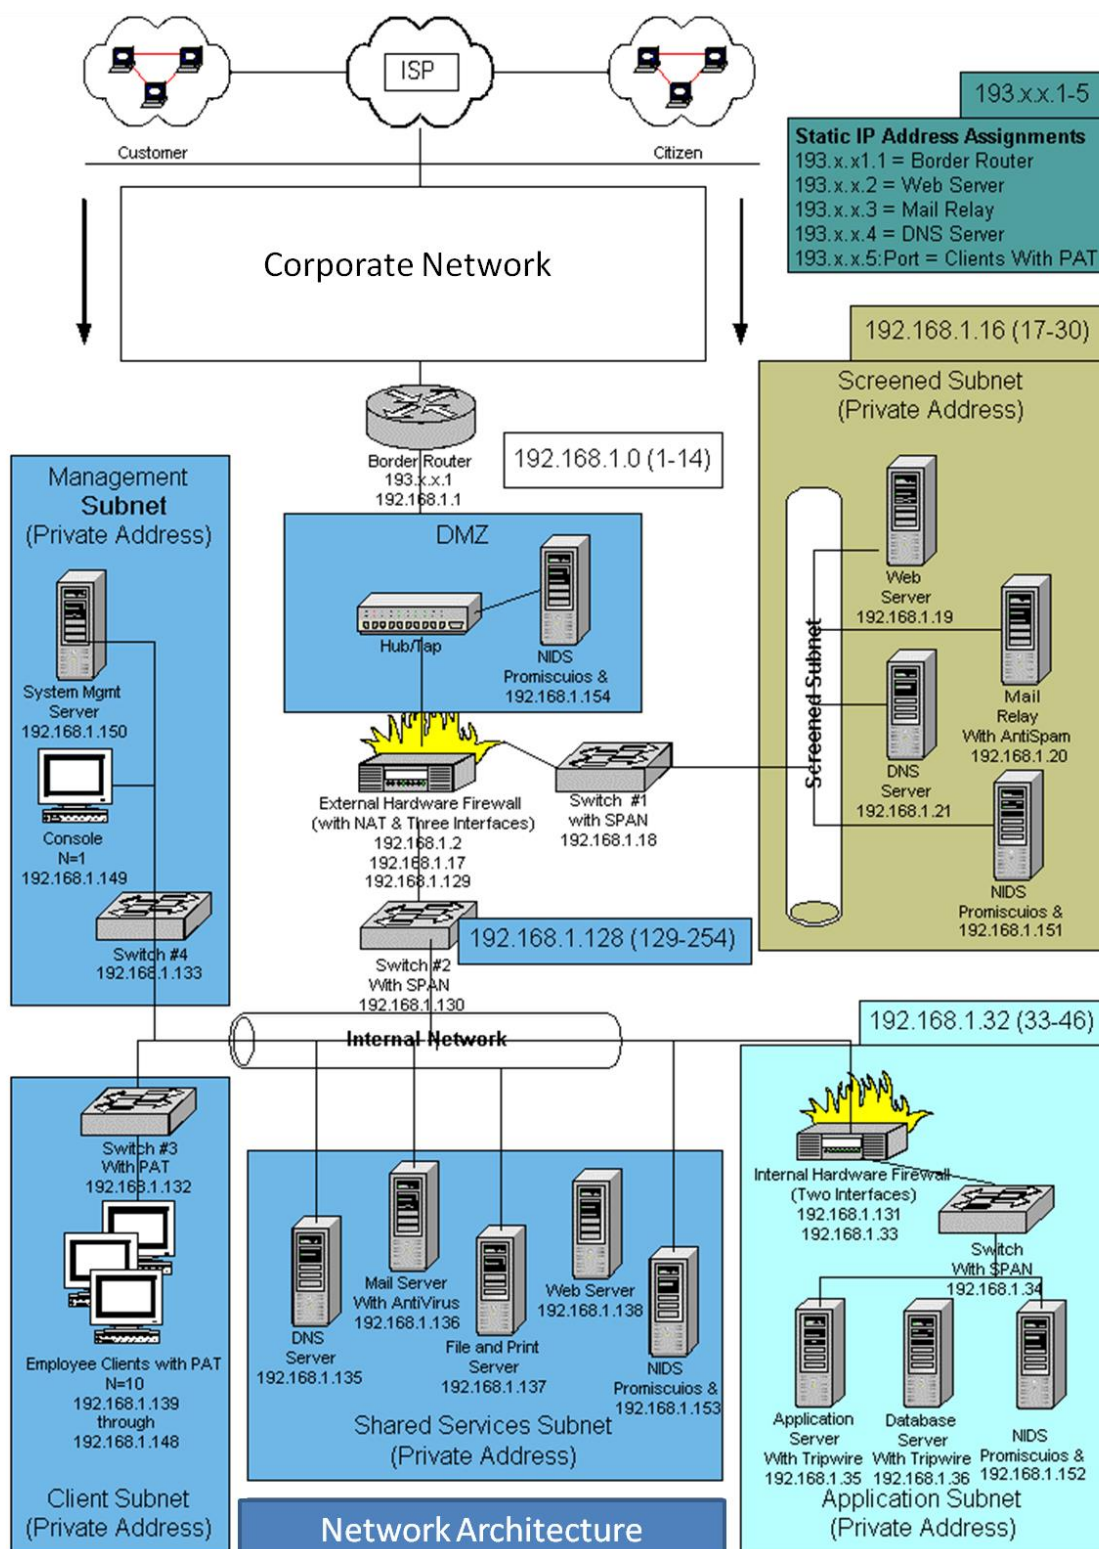 ISP
Customer
Citizen
193.x.x.1-5
Static IP Address Assignments
193.x.x1.1 = Border Router
193.x.x.2 = Web Server
193.x.x.3 = Mail Relay
193.x.x.4 = DNS Server
193.x.x.5:Port = Clients With PAT
Corporate Network
192.168.1.16 (17-30)
Screened Subnet
(Private Address)
Border Router
193.x.x.1
192.168.1.1
192.168.1.0 (1-14)
Management
Subnet
(Private Address)
System Mgmt
Server
192.168.1.150
Console
N=1
192.168.1.149
Switch #4
192.168.1.133
DMZ
Hub/Tap
NIDS
Promiscuios &
192.168.1.154
External Hardware Firewall
(with NAT & Three Interfaces)
192.168.1.2
192.168.1.17
192.168.1.129
Switch #1
with SPAN
192.168.1.18
Screened Subnet
Web
Server
192.168.1.19
Mail
Relay
With AntiSpam
192.168.1.20
DNS
Server
192.168.1.21
NIDS
Promiscuios &
192.168.1.151
192.168.1.128 (129-254)
Switch #2
With SPAN
192.168.1.130
Internal Network
192.168.1.32 (33-46)
Switch #3
With PAT
192.168.1.132
Employee Clients with PAT
N=10
192.168.1.139
through
192.168.1.148
Client Subnet
(Private Address)
DNS
Server
192.168.1.135
Mail Server
With AntiVirus
192.168.1.136
File and Print
Server
192.168.1.137
Web Server
192.168.1.138
NIDS
Promiscuios &
192.168.1.153
Shared Services Subnet
(Private Address)
Internal Hardware Firewall
(Two Interfaces)
192.168.1.131
192.168.1.33
Switch
With SPAN
192.168.1.34
Application
Server
With Tripwire
192.168.1.35
Database
Server
With Tripwire
192.168.1.36
NIDS
Promiscuios &
192.168.1.152
Application Subnet
(Private Address)
Network Architecture